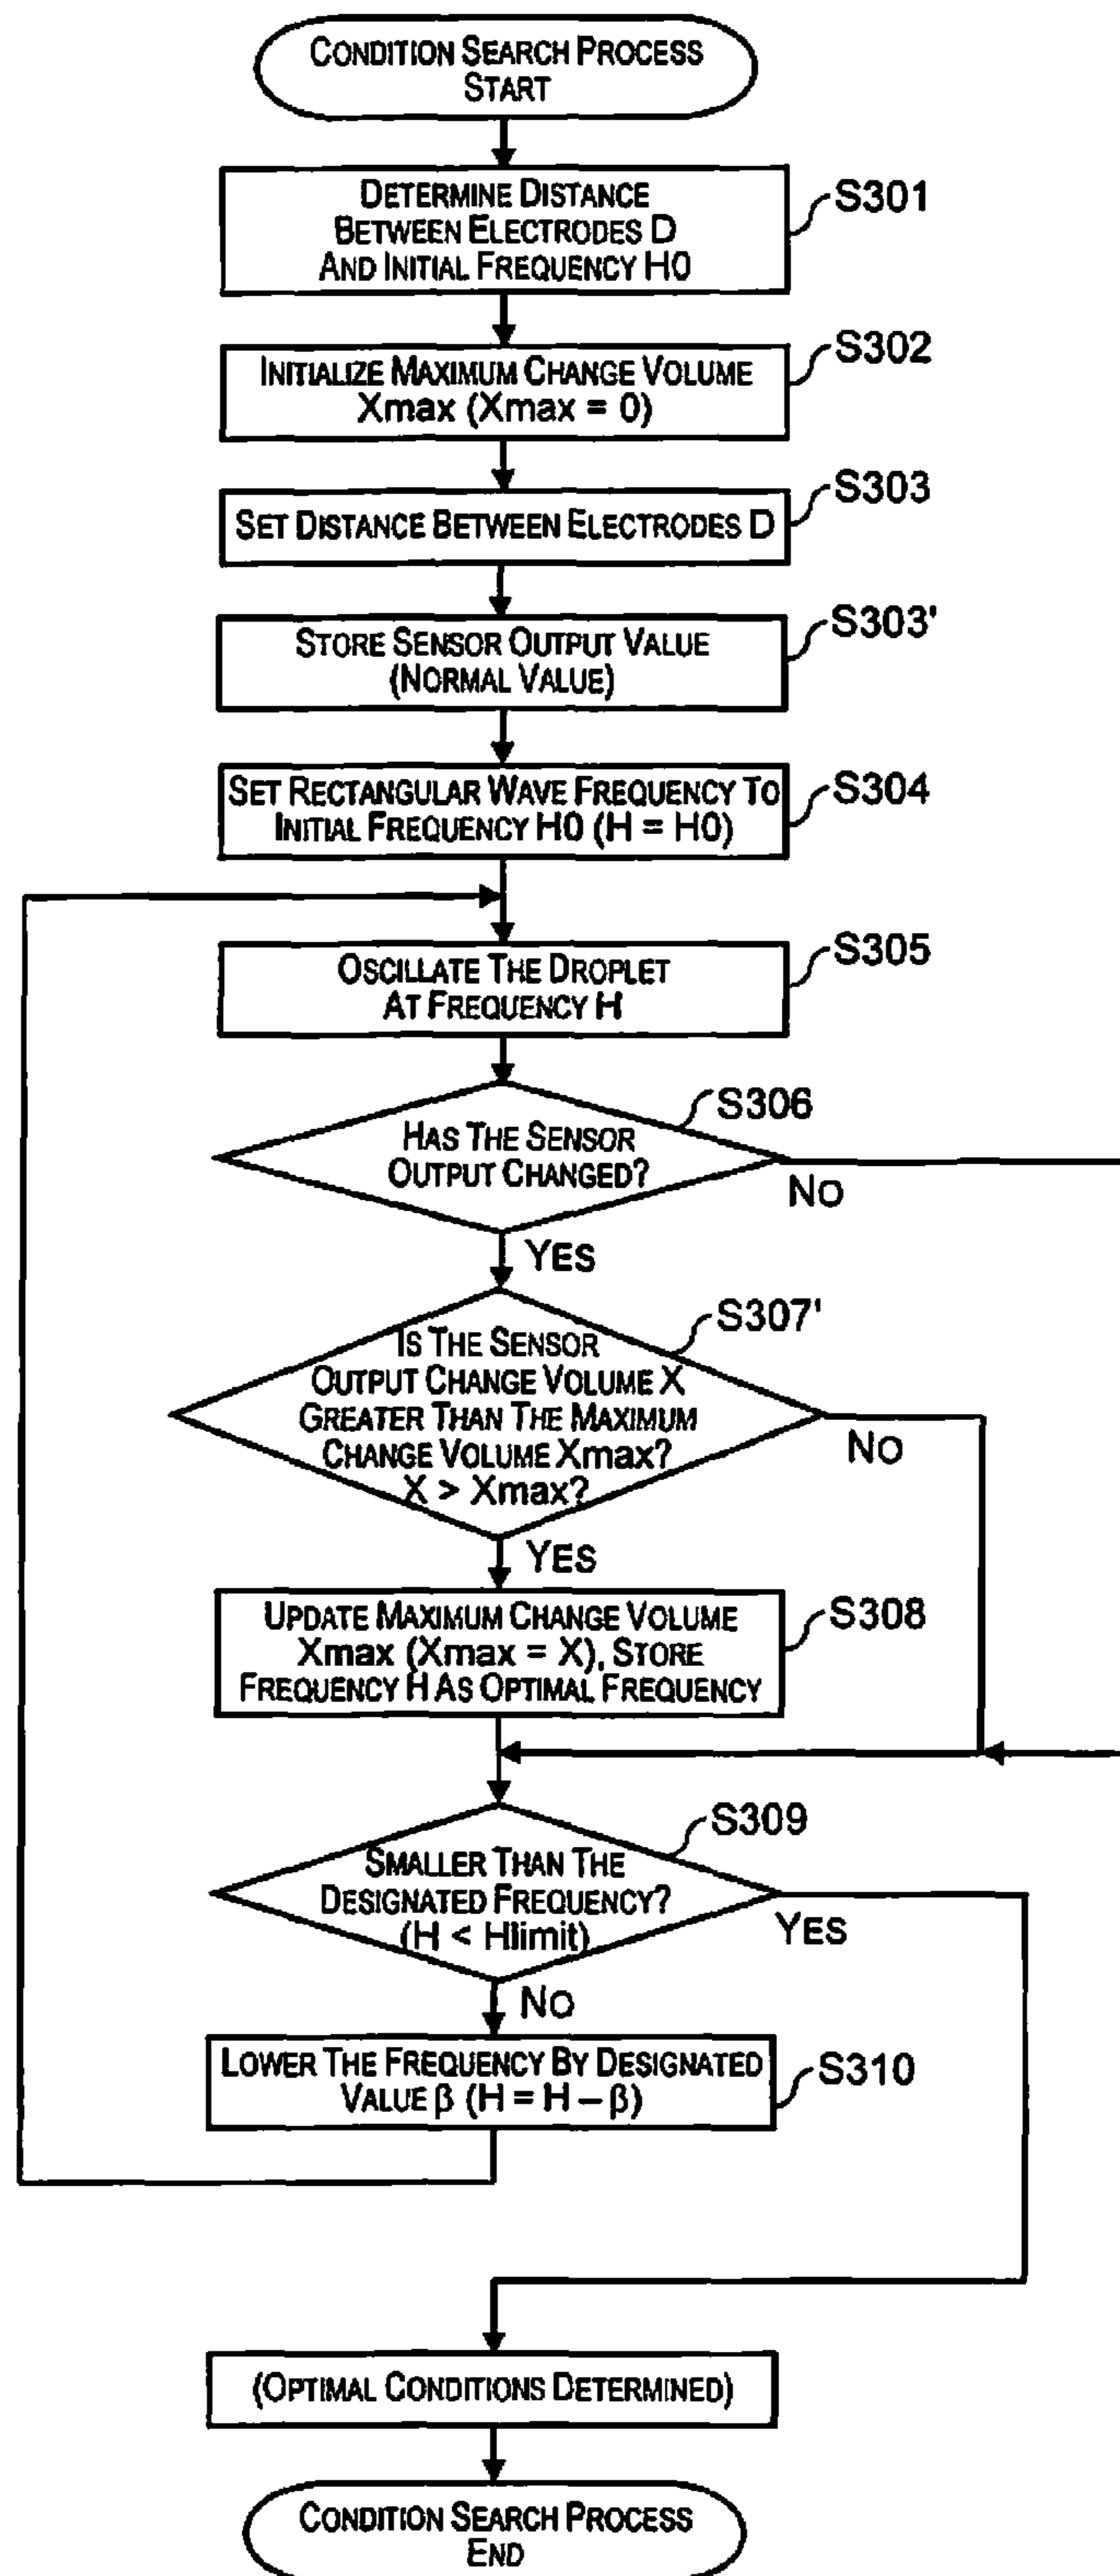 CONDITION SEARCH PROCESS
START
DETERMINE DISTANCE
BETWEEN ELECTRODES D
AND INITIAL FREQUENCY H0
S301
INITIALIZE MAXIMUM CHANGE VOLUME
Xmax (Xmax = 0)
S302
SET DISTANCE BETWEEN ELECTRODES D
S303
STORE SENSOR OUTPUT VALUE
(NORMAL VALUE)
S303'
SET RECTANGULAR WAVE FREQUENCY TO
INITIAL FREQUENCY H0 (H = H0)
S304
OSCILLATE THE DROPLET
AT FREQUENCY H
S305
HAS THE SENSOR
OUTPUT CHANGED?
S306
NO
YES
IS THE SENSOR
OUTPUT CHANGE VOLUME X
GREATER THAN THE MAXIMUM
CHANGE VOLUME Xmax?
X > Xmax?
S307'
NO
YES
UPDATE MAXIMUM CHANGE VOLUME
Xmax (Xmax = X), STORE
FREQUENCY H AS OPTIMAL FREQUENCY
S308
SMALLER THAN THE
DESIGNATED FREQUENCY?
(H < Hlimit)
S309
YES
NO
LOWER THE FREQUENCY BY DESIGNATED
VALUE β (H = H – β)
S310
(OPTIMAL CONDITIONS DETERMINED)
CONDITION SEARCH PROCESS
END